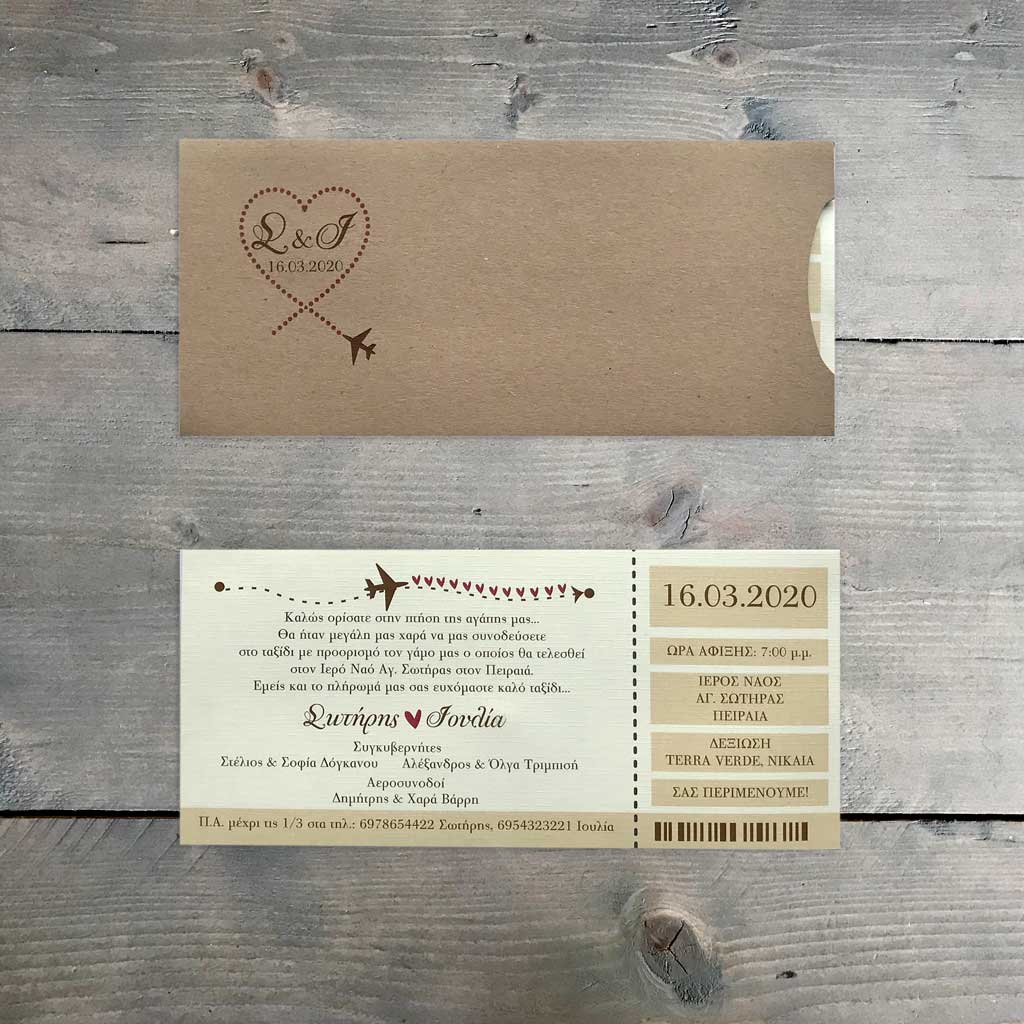 Σ & Ι
16.03.2020
Καλώς ορίσατε στην πτήση της αγάπης μας...
Θα ήταν μεγάλη μας χαρά να μας συνοδεύσετε
στο ταξίδι με προορισμό τον γάμο μας ο οποίος θα τελεσθεί
στον Ιερό Ναό Αγ. Σωτήρας στον Πειραιά.
Εμείς και το πλήρωμά μας σας ευχόμαστε καλό ταξίδι...
Σωτήρης Ιουλία
Συγκυβερνήτες
Στέλιος & Σοφία Δόγκανου Αλέξανδρος & Όλγα Τριμπισή
Αεροσυνοδοί
Δημήτρης & Χαρά Βάρρη
Π.Α. μέχρι τις 1/3 στα τηλ.: 6978654422 Σωτήρης, 6954323221 Ιουλία
16.03.2020
ΩΡΑ ΑΦΙΞΗΣ: 7:00 μ.μ.
ΙΕΡΟΣ ΝΑΟΣ
ΑΓ. ΣΩΤΗΡΑΣ
ΠΕΙΡΑΙΑ
ΔΕΞΙΩΣΗ
TERRA VERDE, ΝΙΚΑΙΑ
ΣΑΣ ΠΕΡΙΜΕΝΟΥΜΕ!